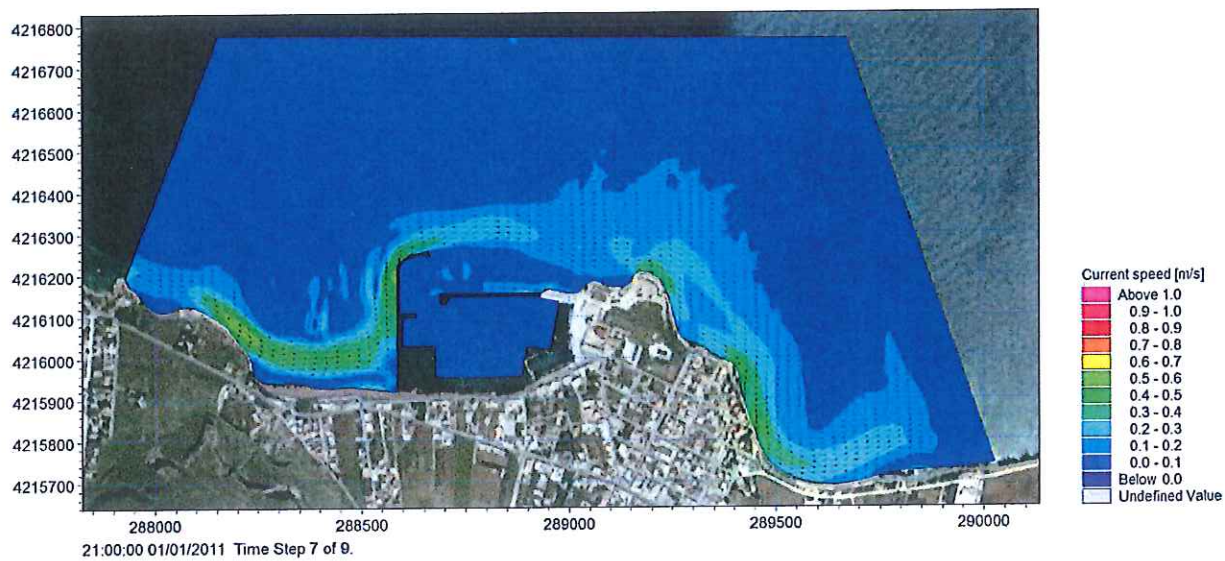 4216800
4216700
4216600
4216500
4216400
4216300
4216200
4216100
4216000
4215900
4215800
4215700
288000 288500 289000 289500 290000
21:00:00 01/01/2011 Time Step 7 of 9.
Current speed [m/s]
Above 1.0
0.9 - 1.0
0.8 - 0.9
0.7 - 0.8
0.6 - 0.7
0.5 - 0.6
0.4 - 0.5
0.3 - 0.4
0.2 - 0.3
0.1 - 0.2
0.0 - 0.1
Below 0.0
Undefined Value